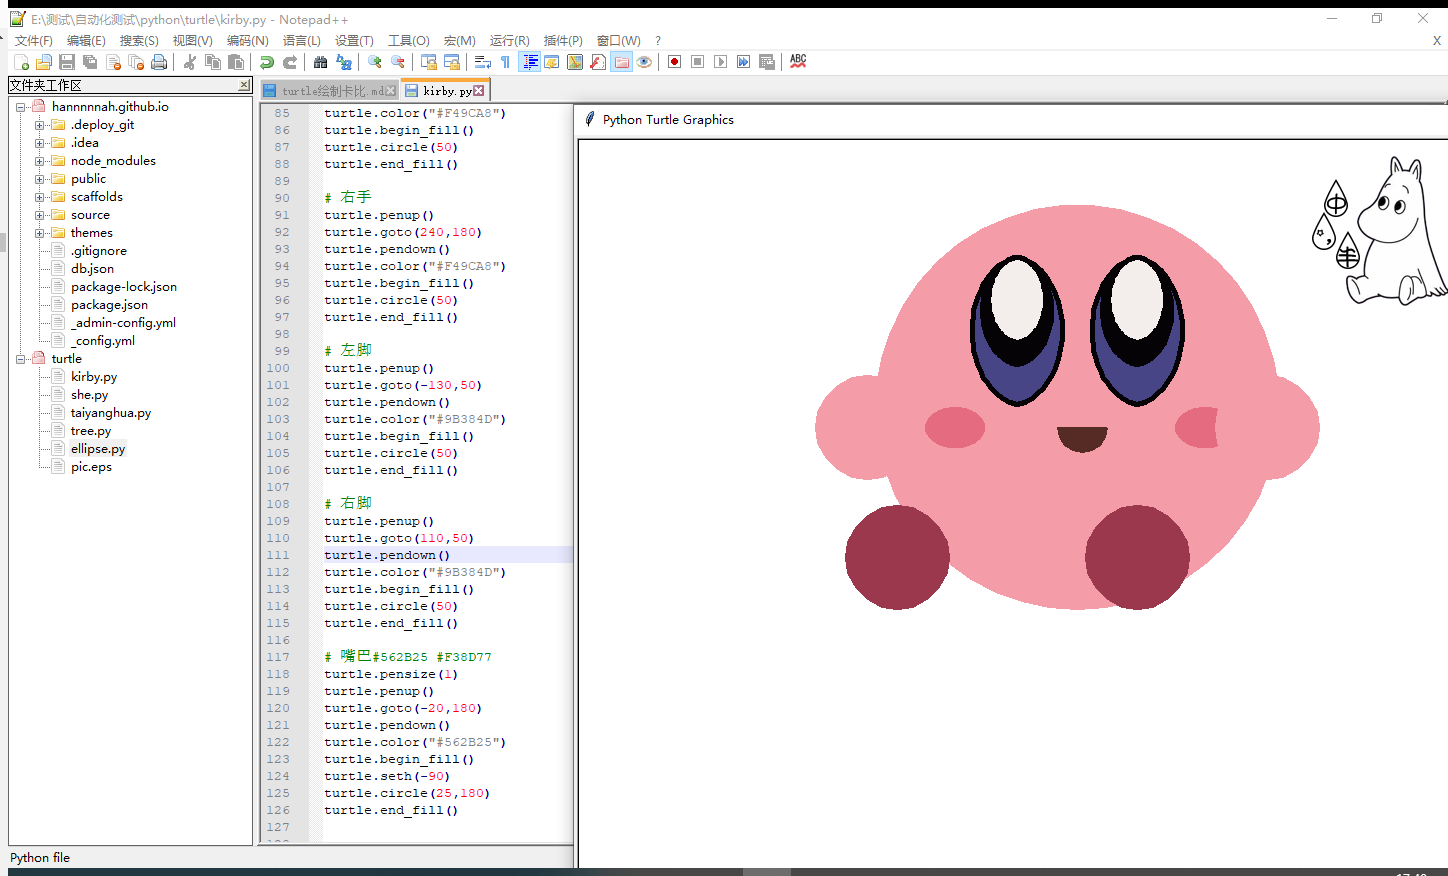 E:\测试\自动化测试\python\turtle\kirby.py - Notepad++
文件(F) 编辑(E) 搜索(S) 视图(V) 编码(N) 语言(L) 设置(T) 工具(O) 宏(M) 运行(R) 插件(P) 窗口(W) ? X
ABC
文件夹工作区
hannnnnah.github.io
.deploy_git
.idea
node_modules
public
scaffolds
source
themes
.gitignore
db.json
package-lock.json
package.json
_admin-config.yml
_config.yml
turtle
kirby.py
she.py
taiyanghua.py
tree.py
ellipse.py
pic.eps
turtle绘制卡比.md kirby.py
85 turtle.color("#F49CA8")
86 turtle.begin_fill()
87 turtle.circle(50)
88 turtle.end_fill()
89
90 # 右手
91 turtle.penup()
92 turtle.goto(240,180)
93 turtle.pendown()
94 turtle.color("#F49CA8")
95 turtle.begin_fill()
96 turtle.circle(50)
97 turtle.end_fill()
98
99 # 左脚
100 turtle.penup()
101 turtle.goto(-130,50)
102 turtle.pendown()
103 turtle.color("#9B384D")
104 turtle.begin_fill()
105 turtle.circle(50)
106 turtle.end_fill()
107
108 # 右脚
109 turtle.penup()
110 turtle.goto(110,50)
111 turtle.pendown()
112 turtle.color("#9B384D")
113 turtle.begin_fill()
114 turtle.circle(50)
115 turtle.end_fill()
116
117 # 嘴巴#562B25 #F38D77
118 turtle.pensize(1)
119 turtle.penup()
120 turtle.goto(-20,180)
121 turtle.pendown()
122 turtle.color("#562B25")
123 turtle.begin_fill()
124 turtle.seth(-90)
125 turtle.circle(25,180)
126 turtle.end_fill()
127
Python Turtle Graphics
中
半
Python file